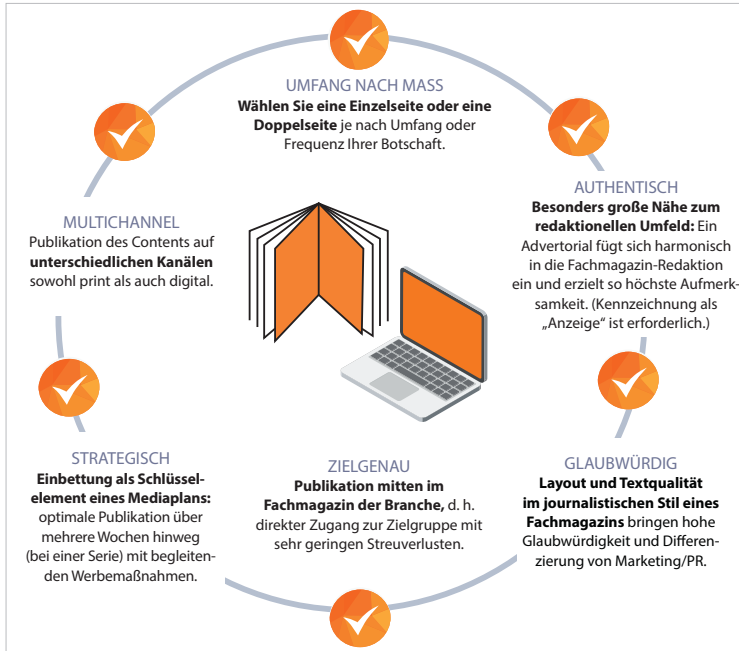 UMFANG NACH MASS
Wählen Sie eine Einzelseite oder eine
Doppelseite je nach Umfang oder
Frequenz Ihrer Botschaft.
AUTHENTISCH
Besonders große Nähe zum
redaktionellen Umfeld: Ein
Advertorial fügt sich harmonisch
in die Fachmagazin-Redaktion
ein und erzielt so höchste Aufmerk-
samkeit. (Kennzeichnung als
„Anzeige“ ist erforderlich.)
GLAUBWÜRDIG
Layout und Textqualität
im journalistischen Stil eines
Fachmagazins bringen hohe
Glaubwürdigkeit und Differen-
zierung von Marketing/PR.
ZIELGENAU
Publikation mitten im
Fachmagazin der Branche, d. h.
direkter Zugang zur Zielgruppe mit
sehr geringen Streuverlusten.
STRATEGISCH
Einbettung als Schlüssel-
element eines Mediaplans:
optimale Publikation über
mehrere Wochen hinweg
(bei einer Serie) mit begleiten-
den Werbemaßnahmen.
MULTICHANNEL
Publikation des Contents auf
unterschiedlichen Kanälen
sowohl print als auch digital.